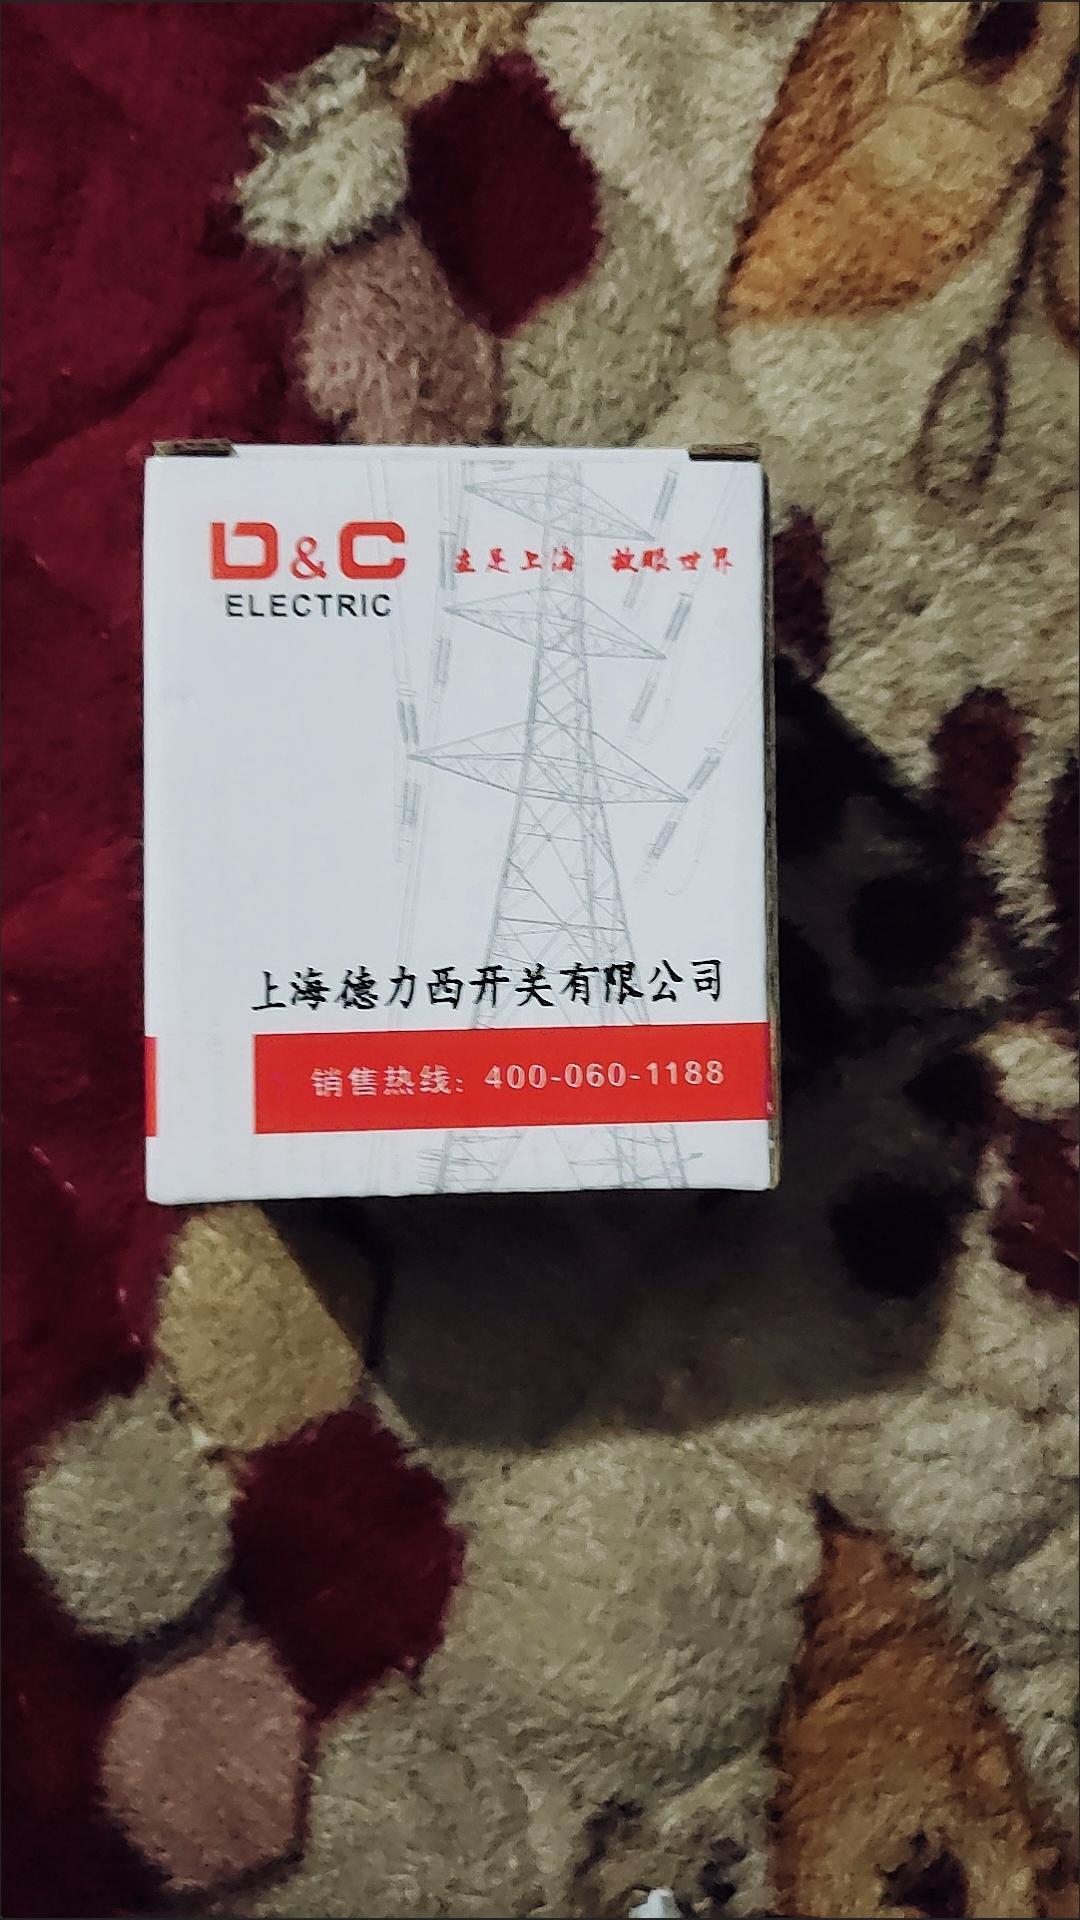 D&C
ELECTRIC
立足上海 放眼世界
上海德力西开关有限公司
销售热线：400-060-1188